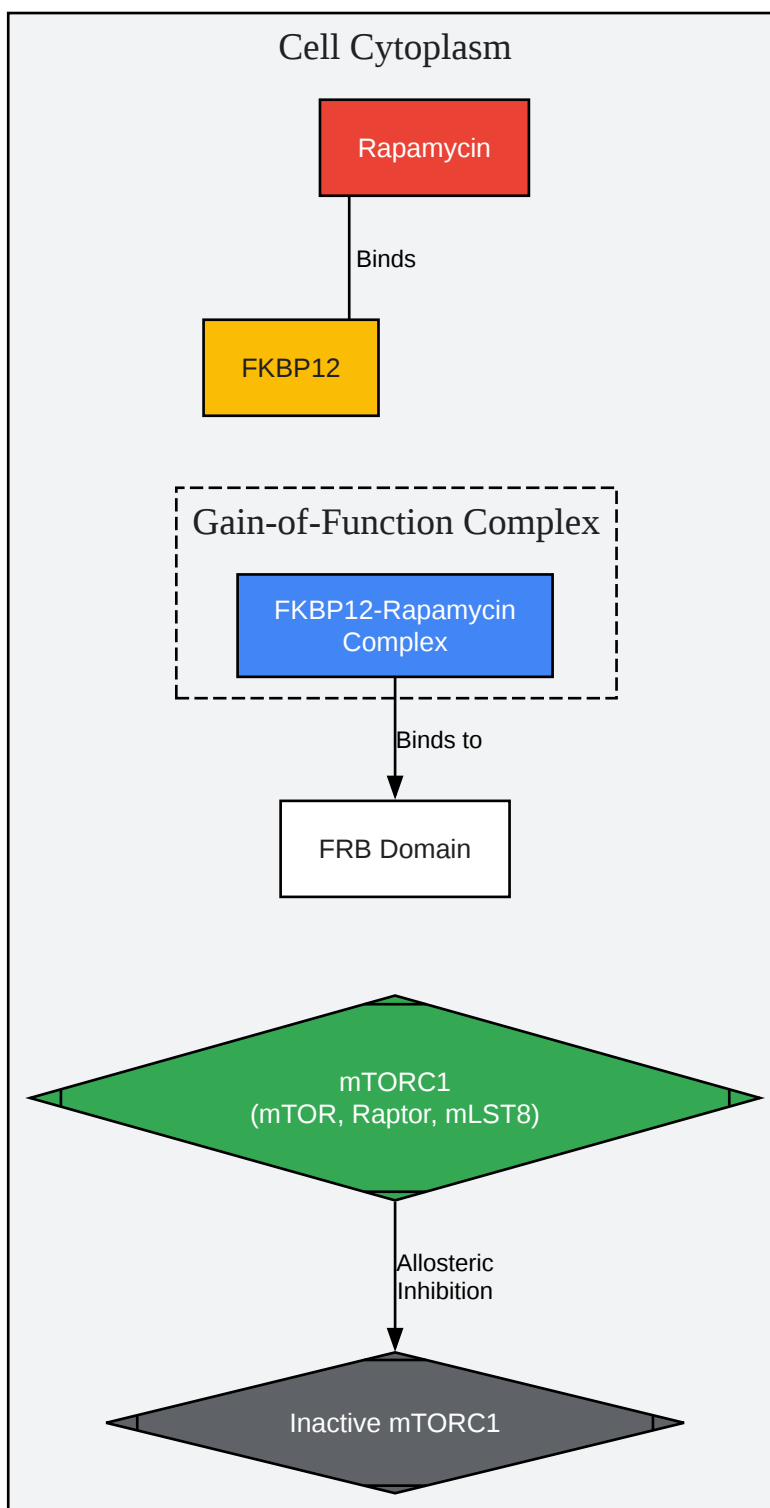 Cell Cytoplasm
Rapamycin
Binds
FKBP12
Gain-of-Function Complex
FKBP12-Rapamycin
Complex
Binds to
FRB Domain
mTORC1
(mTOR, Raptor, mLST8)
Allosteric
Inhibition
Inactive mTORC1